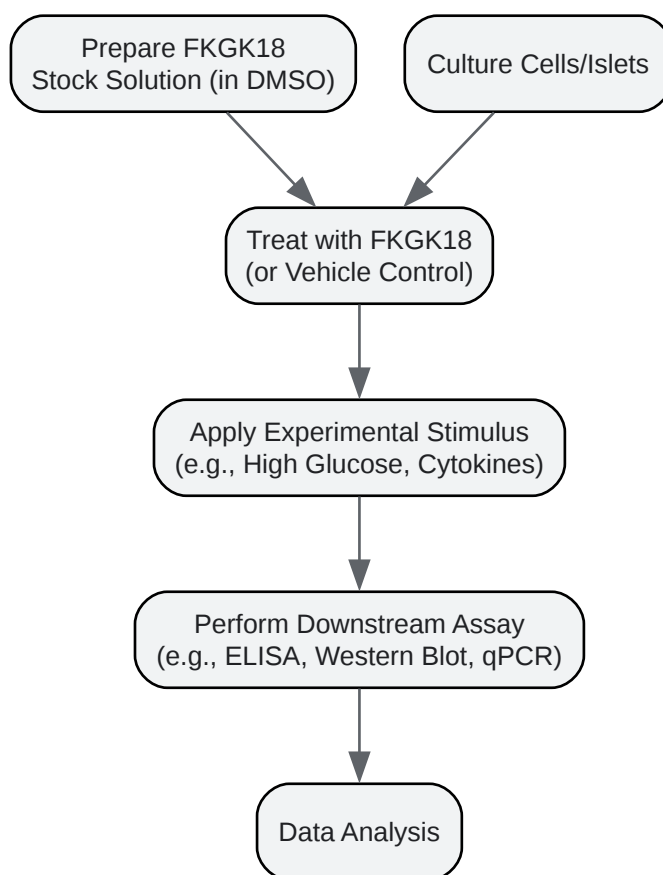 Prepare FKGK18
Stock Solution (in DMSO)
Culture Cells/Islets
Treat with FKGK18
(or Vehicle Control)
Apply Experimental Stimulus
(e.g., High Glucose, Cytokines)
Perform Downstream Assay
(e.g., ELISA, Western Blot, qPCR)
Data Analysis